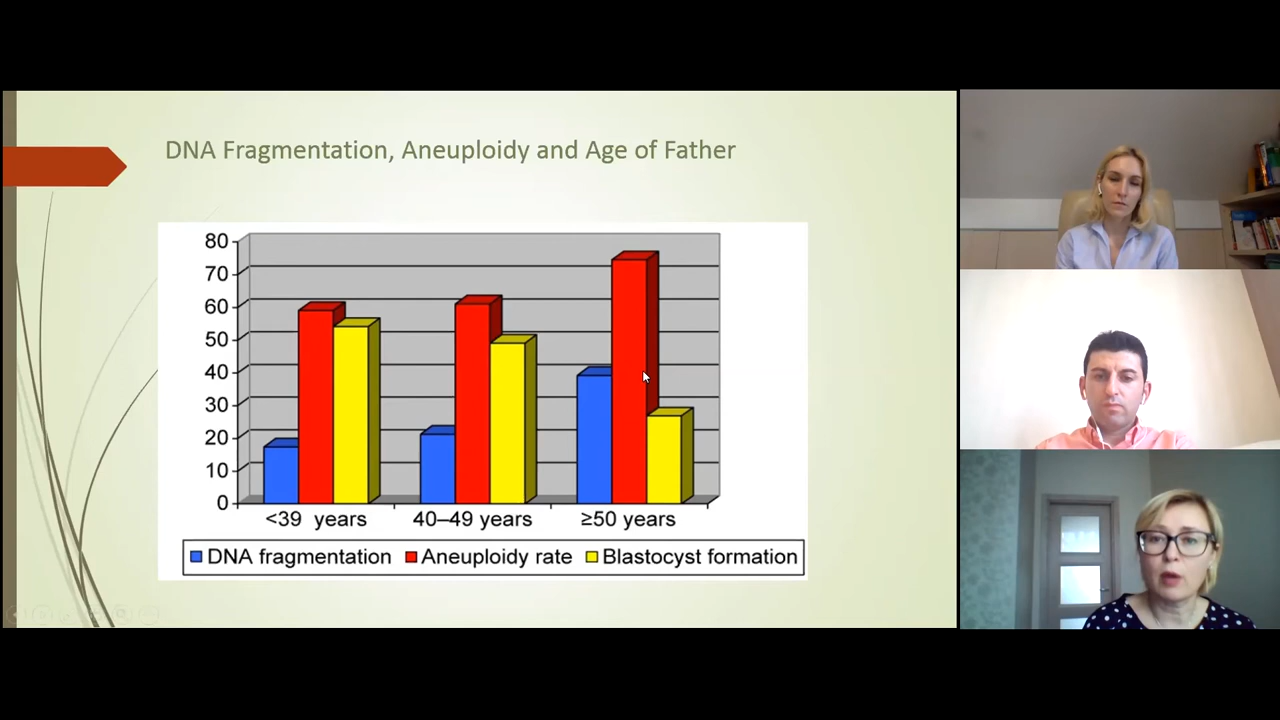 DNA Fragmentation, Aneuploidy and Age of Father
80
70
60
50
40
30
20
10
0
<39 years
40–49 years
≥50 years
DNA fragmentation
Aneuploidy rate
Blastocyst formation